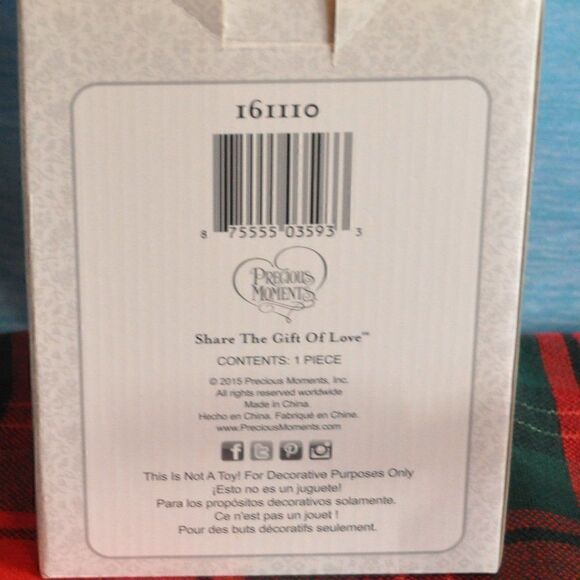 161110
8 75555 03593 3
PRECIOUS
MOMENTS
Share The Gift Of Love™
CONTENTS: 1 PIECE
© 2015 Precious Moments, Inc.
All rights reserved worldwide
Made in China.
Hecho en China. Fabriqué en Chine.
www.PreciousMoments.com
This Is Not A Toy! For Decorative Purposes Only
¡Esto no es un juguete!
Para los propósitos decorativos solamente.
Ce n'est pas un jouet !
Pour des buts décoratifs seulement.